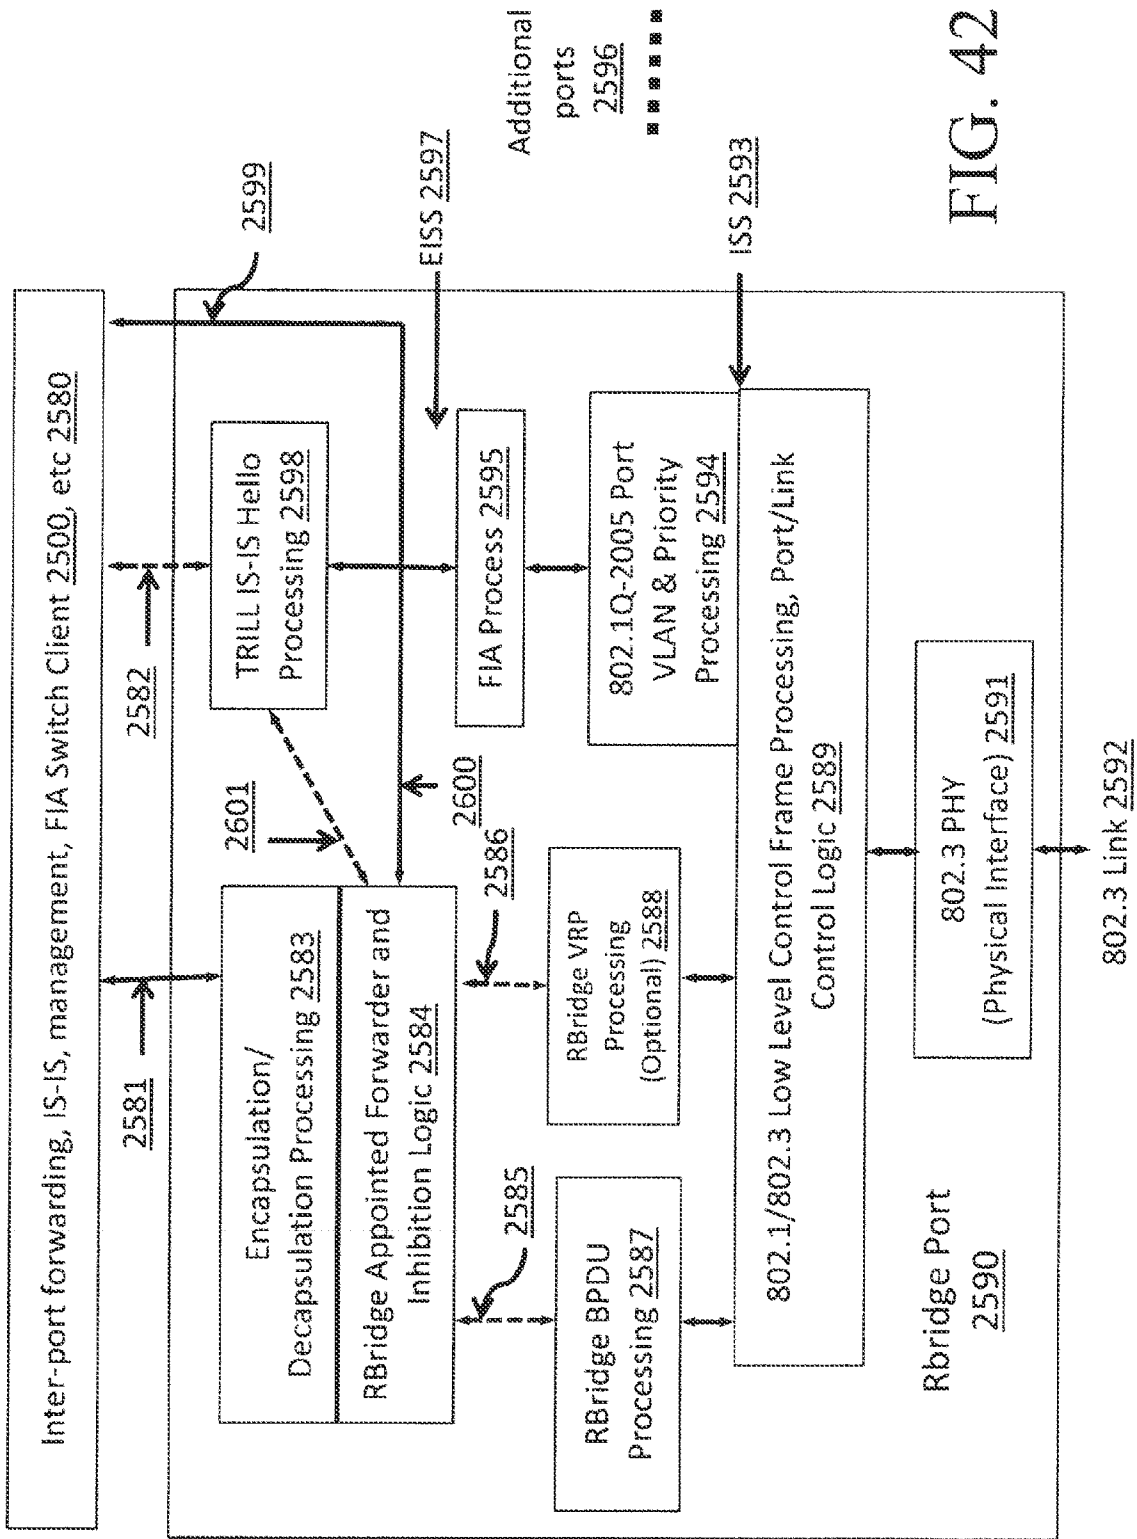 Inter-port forwarding, IS-IS, management, FIA Switch Client 2500, etc 2580
2581
2582
2599
Encapsulation/
Decapsulation Processing 2583
RBridge Appointed Forwarder and
Inhibition Logic 2584
2601
TRILL IS-IS Hello
Processing 2598
2600
EISS 2597
Additional
ports
2596
2585
2586
FIA Process 2595
RBridge BPDU
Processing 2587
RBridge VRP
Processing
(Optional) 2588
802.1Q-2005 Port
VLAN & Priority
Processing 2594
ISS 2593
802.1/802.3 Low Level Control Frame Processing, Port/Link
Control Logic 2589
Rbridge Port
2590
802.3 PHY
(Physical Interface) 2591
802.3 Link 2592
FIG. 42